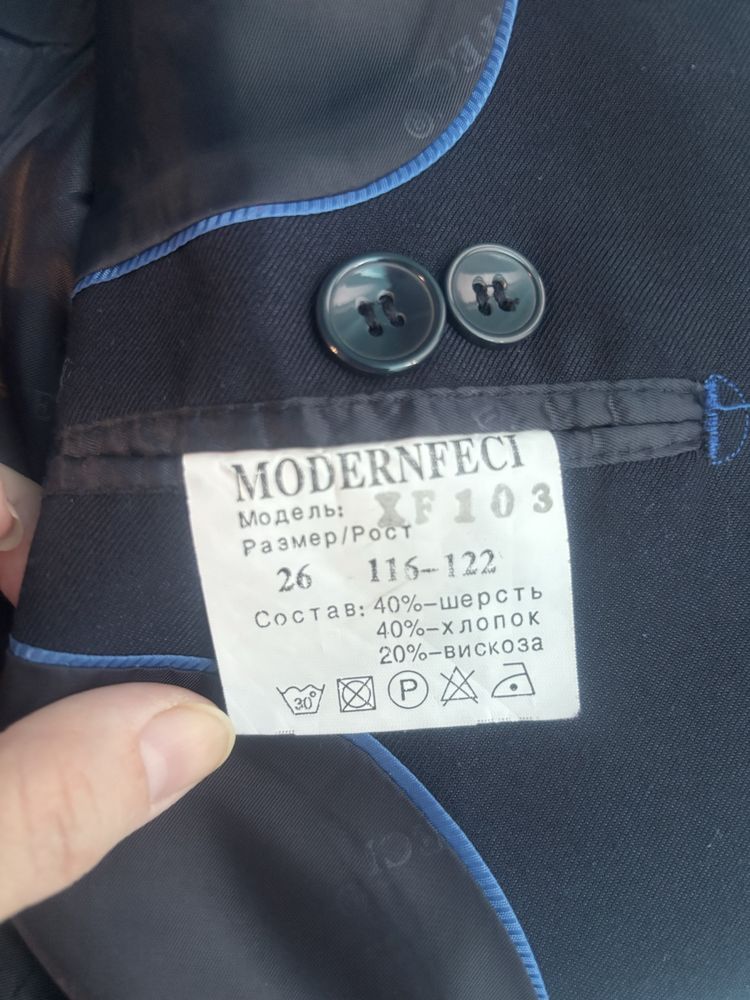 MODERNFECI
Модель: XF103
Размер/Рост
26 116-122
Состав: 40%-шерсть
40%-хлопок
20%-вискоза
30° P